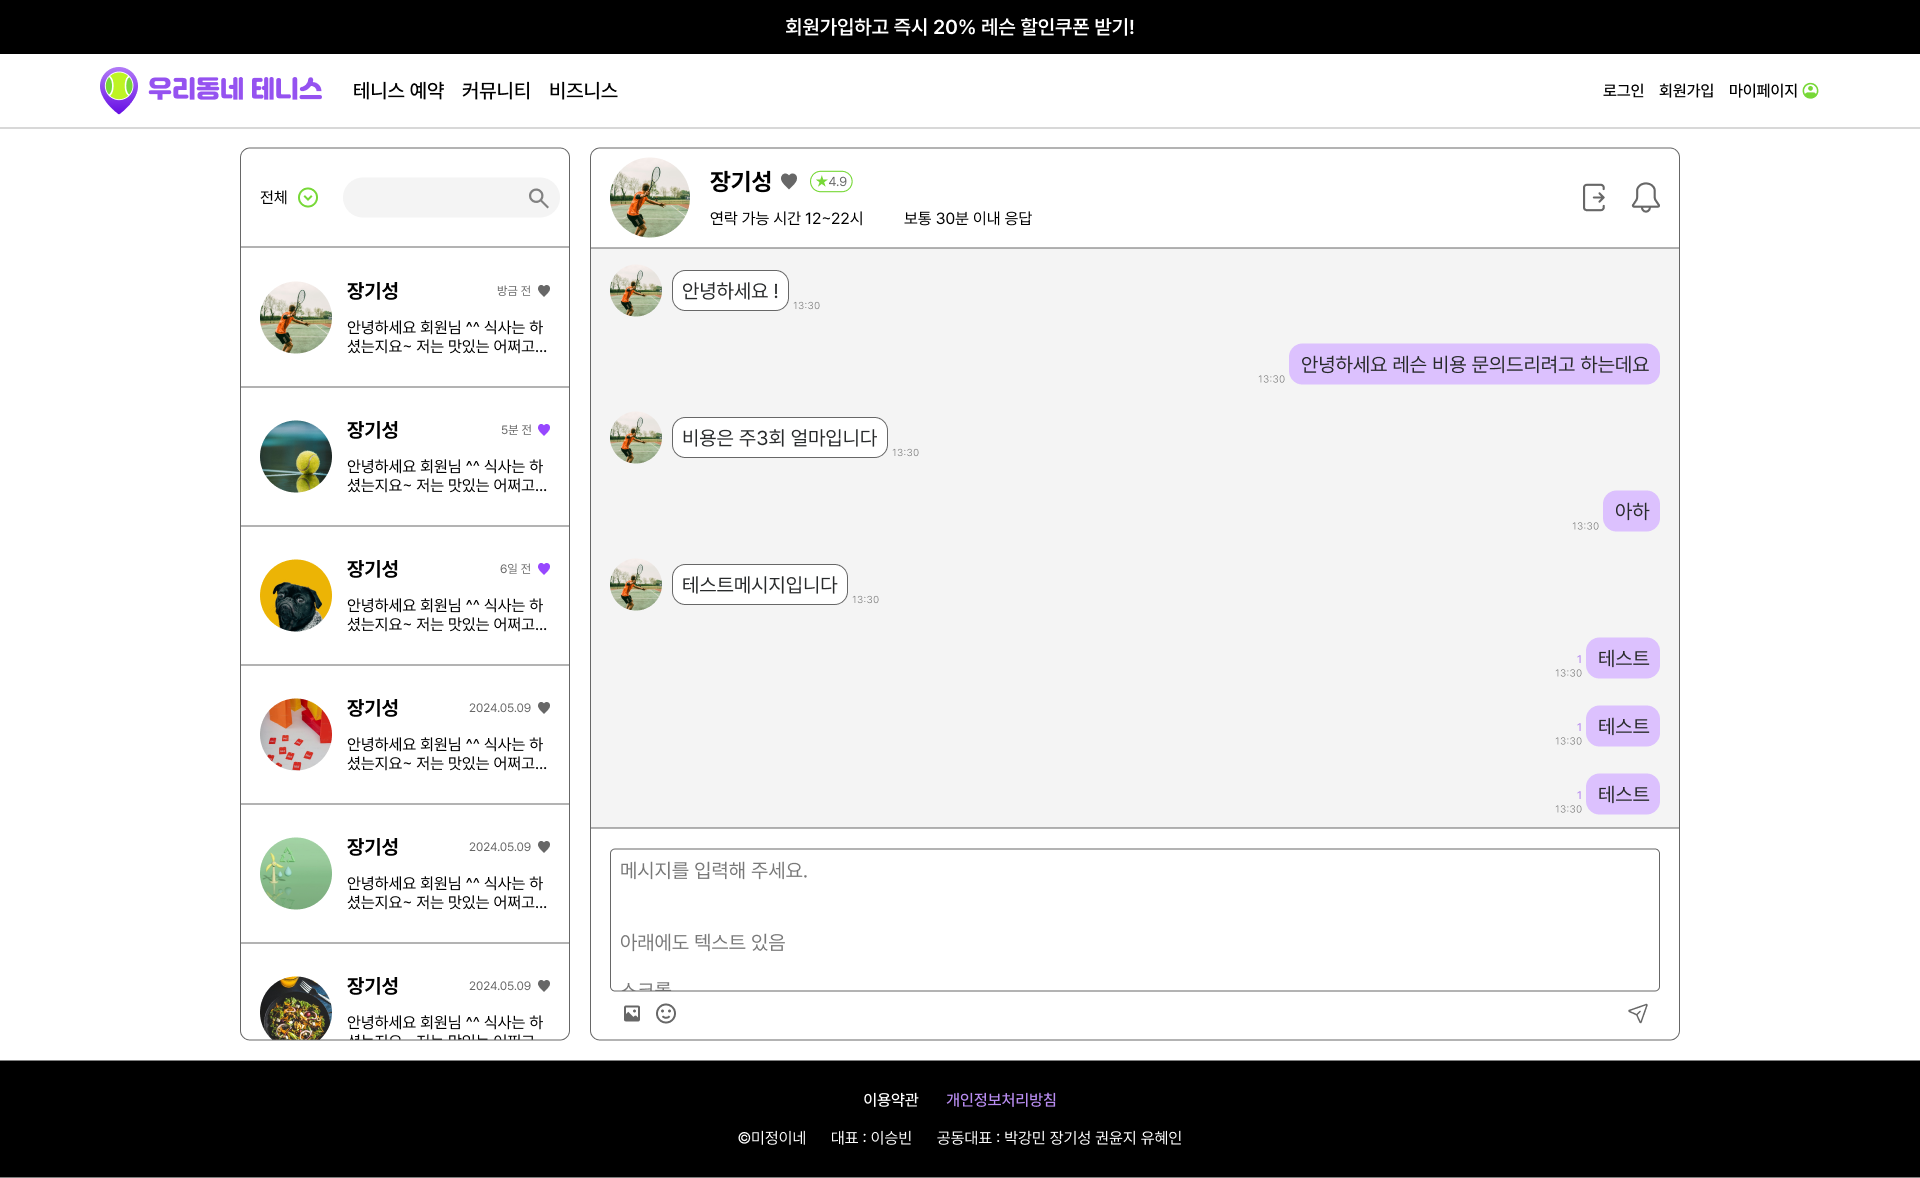 회원가입하고 즉시 20% 레슨 할인쿠폰 받기!
우리동네 테니스
테니스 예약 커뮤니티 비즈니스
로그인 회원가입 마이페이지
전체
장기성 방금 전
안녕하세요 회원님 ^^ 식사는 하
셨는지요~ 저는 맛있는 어쩌고...
장기성 5분 전
안녕하세요 회원님 ^^ 식사는 하
셨는지요~ 저는 맛있는 어쩌고...
장기성 6일 전
안녕하세요 회원님 ^^ 식사는 하
셨는지요~ 저는 맛있는 어쩌고...
장기성 2024.05.09
안녕하세요 회원님 ^^ 식사는 하
셨는지요~ 저는 맛있는 어쩌고...
장기성 2024.05.09
안녕하세요 회원님 ^^ 식사는 하
셨는지요~ 저는 맛있는 어쩌고...
장기성 2024.05.09
안녕하세요 회원님 ^^ 식사는 하
장기성 ★4.9
연락 가능 시간 12~22시 보통 30분 이내 응답
안녕하세요 ! 13:30
13:30 안녕하세요 레슨 비용 문의드리려고 하는데요
비용은 주3회 얼마입니다 13:30
13:30 아하
테스트메시지입니다 13:30
1
13:30 테스트
1
13:30 테스트
1
13:30 테스트
메시지를 입력해 주세요.
아래에도 텍스트 있음
이용약관 개인정보처리방침
©미정이네 대표 : 이승빈 공동대표 : 박강민 장기성 권윤지 유혜인